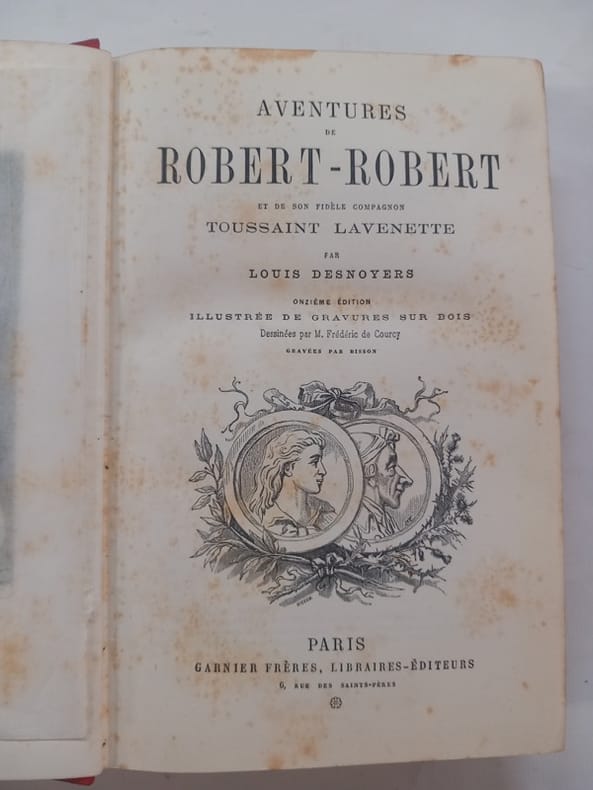 AVENTURES
DE
ROBERT-ROBERT
ET DE SON FIDÈLE COMPAGNON
TOUSSAINT LAVENETTE
PAR
LOUIS DESNOYERS
ONZIÈME ÉDITION
ILLUSTRÉE DE GRAVURES SUR BOIS
Dessinées par M. Frédéric de Courcy
GRAVÉES PAR BISSON
PARIS
GARNIER FRÈRES, LIBRAIRES-ÉDITEURS
6, RUE DES SAINTS-PÈRES